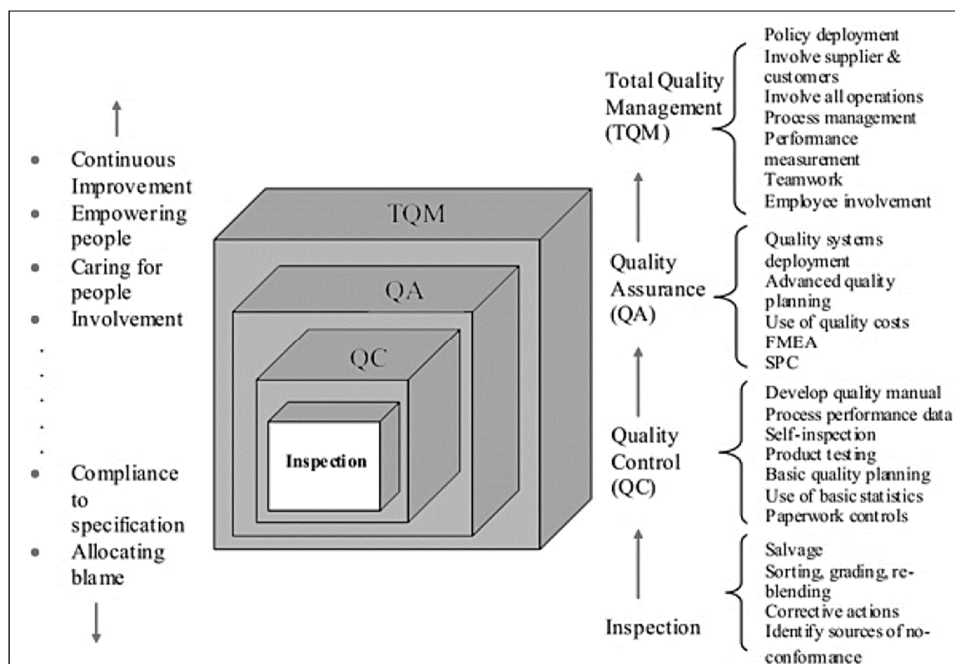 Continuous
Improvement
Empowering
people
Caring for
people
Involvement
Compliance
to
specification
Allocating
blame
TQM
QA
QC
Inspection
Total Quality
Management
(TQM)
Quality
Assurance
(QA)
Quality
Control
(QC)
Inspection
Policy deployment
Involve supplier &
customers
Involve all operations
Process management
Performance
measurement
Teamwork
Employee involvement
Quality systems
deployment
Advanced quality
planning
Use of quality costs
FMEA
SPC
Develop quality manual
Process performance data
Self-inspection
Product testing
Basic quality planning
Use of basic statistics
Paperwork controls
Salvage
Sorting, grading, re-
blending
Corrective actions
Identify sources of no-
conformance